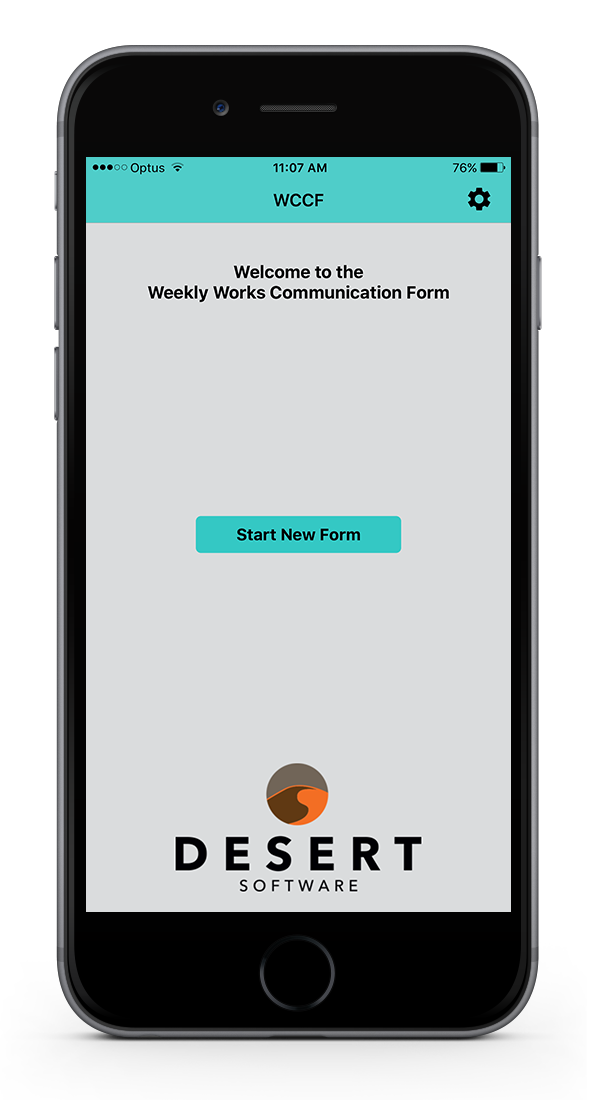 Optus 11:07 AM 76%
WCCF
Welcome to the
Weekly Works Communication Form
Start New Form
DESERT
SOFTWARE